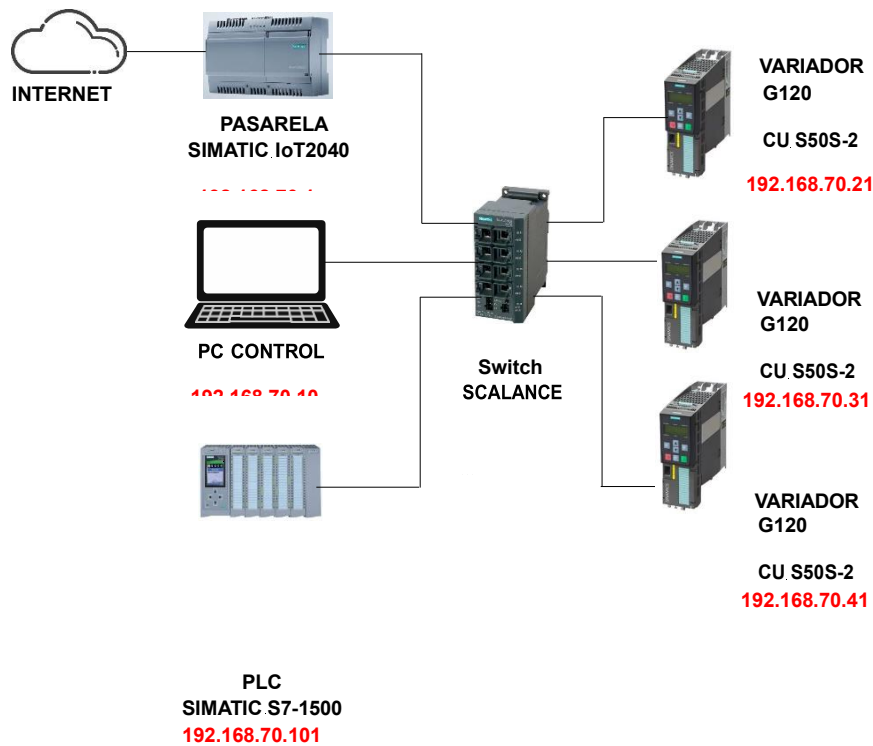 INTERNET
PASARELA
SIMATIC IoT2040
PC CONTROL
PLC
SIMATIC S7-1500
192.168.70.101
Switch
SCALANCE
VARIADOR
G120
CU S50S-2
192.168.70.21
VARIADOR
G120
CU S50S-2
192.168.70.31
VARIADOR
G120
CU S50S-2
192.168.70.41